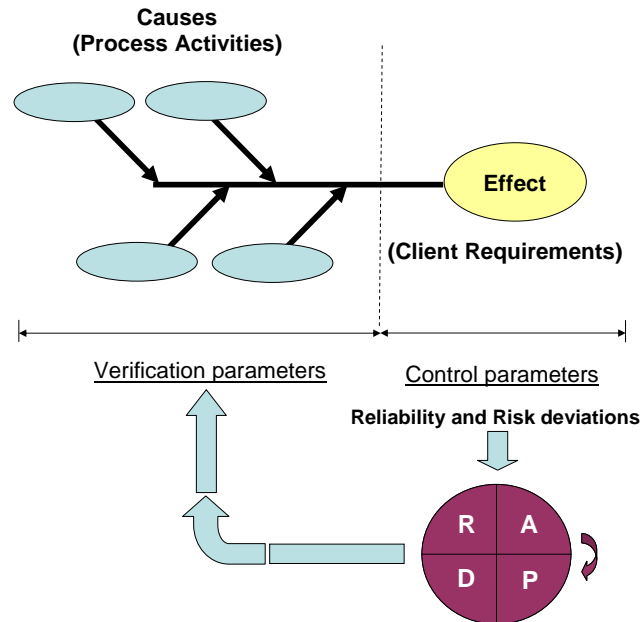 Causes
(Process Activities)
Effect
(Client Requirements)
Verification parameters
Control parameters
Reliability and Risk deviations
R A
D P